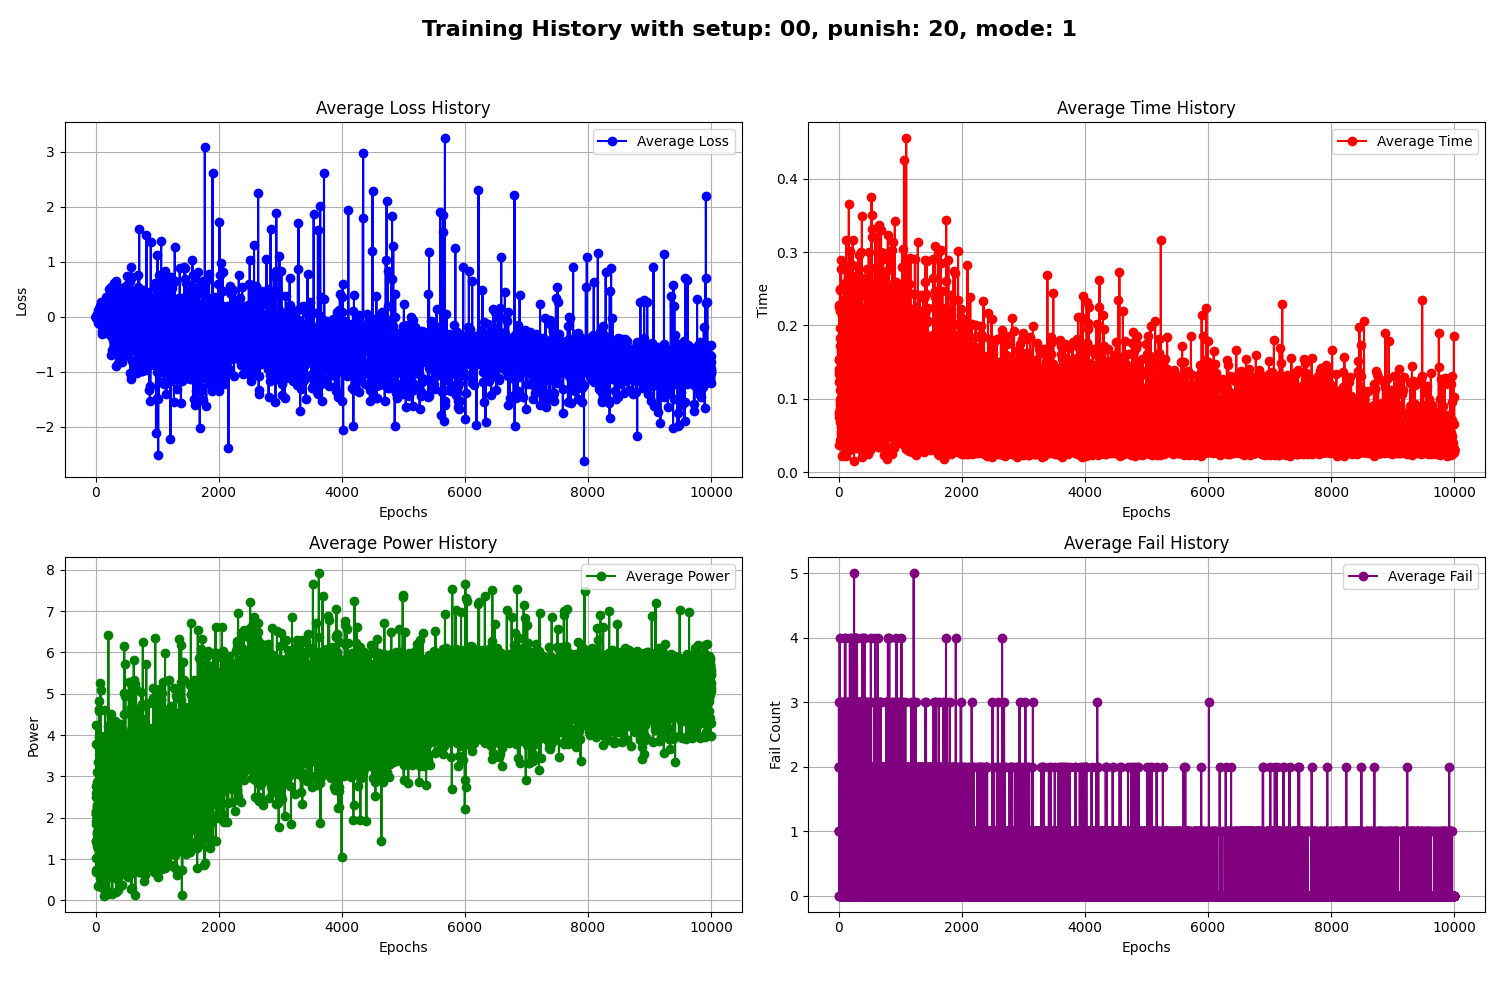 Training History with setup: 00, punish: 20, mode: 1
Average Loss History
Average Loss
Loss
3
2
1
0
−1
−2
0 2000 4000 6000 8000 10000
Epochs
Average Time History
Average Time
Time
0.4
0.3
0.2
0.1
0.0
0 2000 4000 6000 8000 10000
Epochs
Average Power History
Average Power
Power
8
7
6
5
4
3
2
1
0
0 2000 4000 6000 8000 10000
Epochs
Average Fail History
Average Fail
Fail Count
5
4
3
2
1
0
0 2000 4000 6000 8000 10000
Epochs